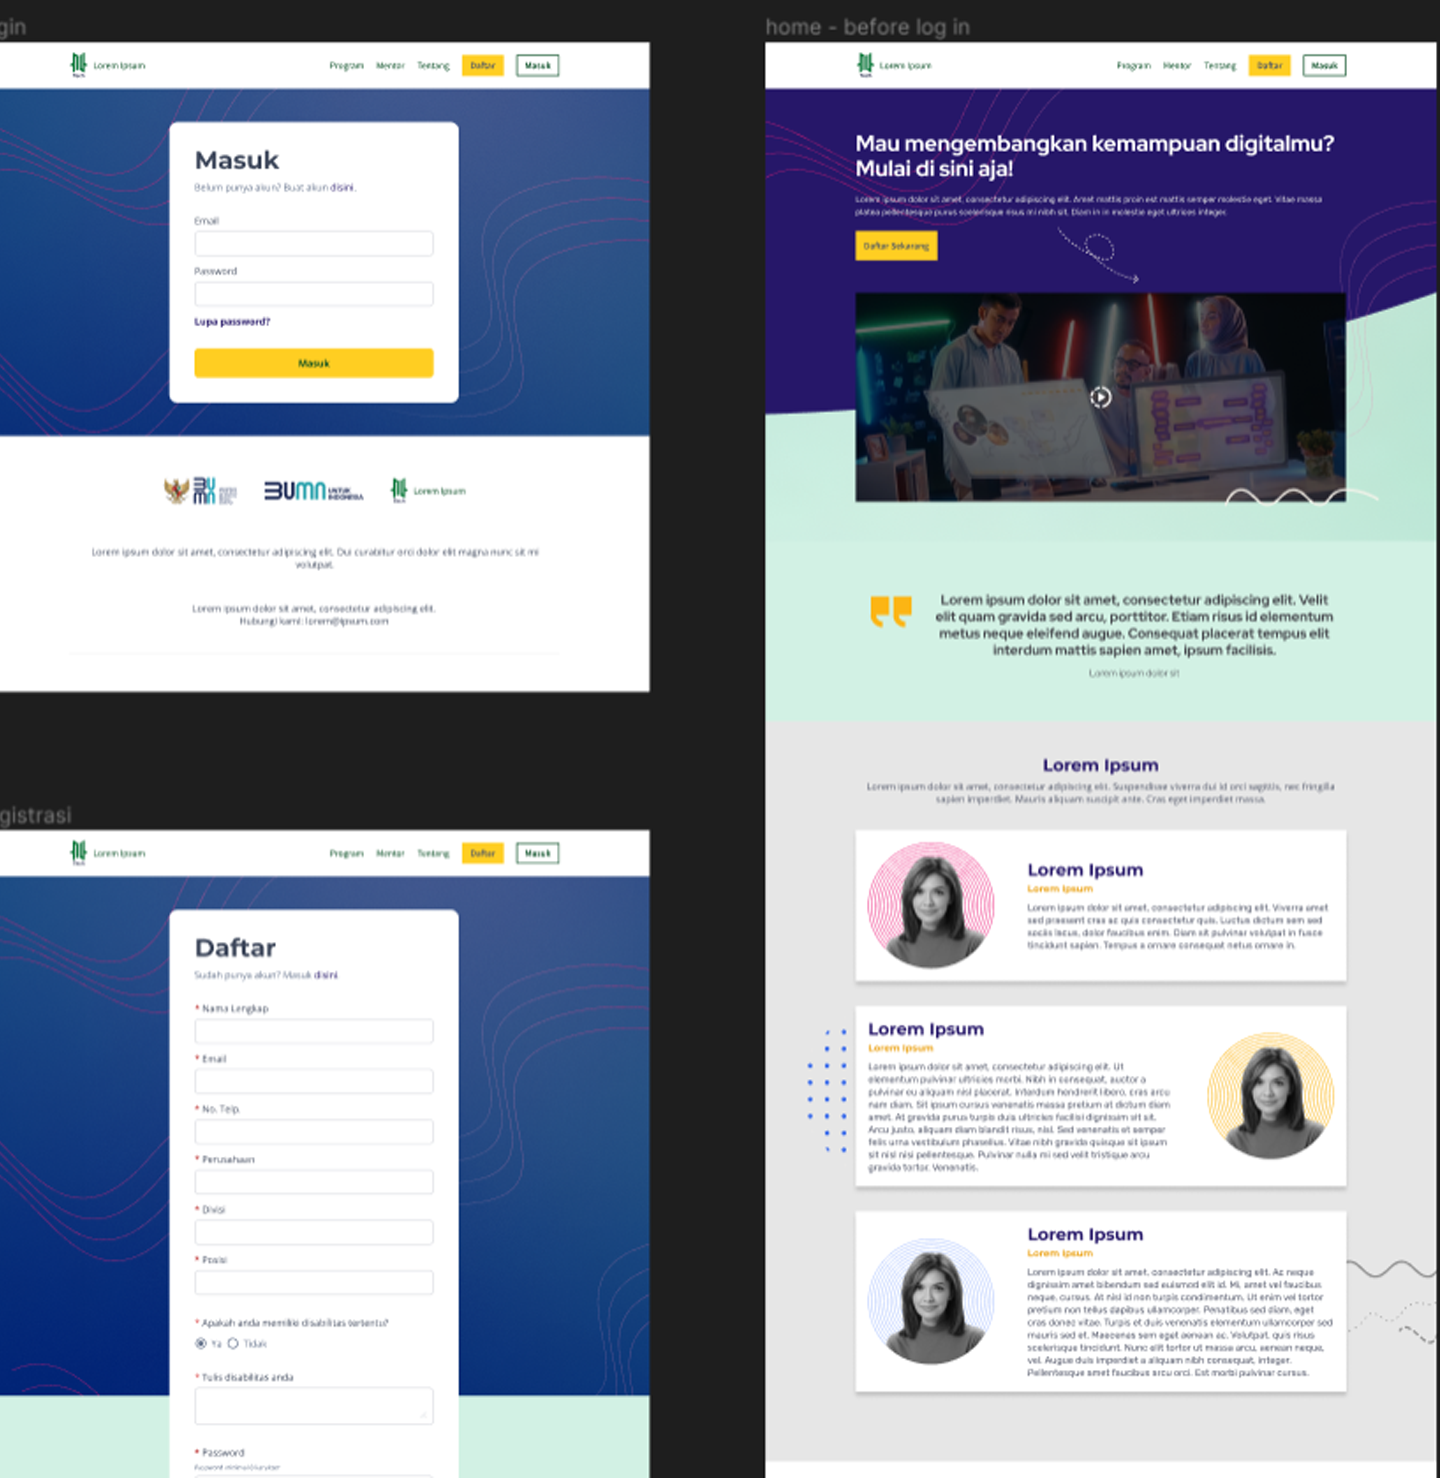 gin
Lorem Ipsum
Program Mentor Tentang Daftar Masuk
Masuk
Belum punya akun? Buat akun disini.
Email
Password
Lupa password?
Masuk
BUMN
BUMN UNTUK INDONESIA
Lorem Ipsum
Lorem ipsum dolor sit amet, consectetur adipiscing elit. Dui curabitur orci dolor elit magna nunc sit mi
volutpat.
Lorem ipsum dolor sit amet, consectetur adipiscing elit.
Hubungi kami: lorem@ipsum.com
gistrasi
Lorem Ipsum
Program Mentor Tentang Daftar Masuk
Daftar
Sudah punya akun? Masuk disini
* Nama Lengkap
* Email
* No. Telp.
* Perusahaan
* Divisi
* Posisi
* Apakah anda memiliki disabilitas tertentu?
Ya Tidak
* Tulis disabilitas anda
* Password
home - before log in
Lorem Ipsum
Program Mentor Tentang Daftar Masuk
Mau mengembangkan kemampuan digitalmu?
Mulai di sini aja!
Lorem ipsum dolor sit amet, consectetur adipiscing elit. Amet mattis proin est mattis semper molestie eget. Vitae massa
platea pellentesque purus scelerisque risus mi nibh sit. Diam in in molestie eget ultrices integer.
Daftar Sekarang
Lorem ipsum dolor sit amet, consectetur adipiscing elit. Velit
elit quam gravida sed arcu, porttitor. Etiam risus id elementum
metus neque eleifend augue. Consequat placerat tempus elit
interdum mattis sapien amet, ipsum facilisis.
Lorem ipsum dolor sit
Lorem Ipsum
Lorem ipsum dolor sit amet, consectetur adipiscing elit. Suspendisse viverra dui id orci sagittis, nec fringilla
sapien imperdiet. Mauris aliquam suscipit ante. Cras eget imperdiet massa.
Lorem Ipsum
Lorem Ipsum
Lorem ipsum dolor sit amet, consectetur adipiscing elit. Viverra amet
sed praesent cras ac quis consectetur quis. Luctus dictum sem sed
sociis lacus, dolor faucibus enim. Diam sit pulvinar volutpat in fusce
tincidunt sapien. Tempus a ornare consequat netus ornare in.
Lorem Ipsum
Lorem Ipsum
Lorem ipsum dolor sit amet, consectetur adipiscing elit. Ut
elementum pulvinar ultricies morbi. Nibh in consequat, auctor a
pulvinar eu aliquam nisl placerat. Interdum hendrerit libero, cras arcu
nam diam. Sit ipsum cursus venenatis massa pretium at dictum diam
amet. At gravida purus turpis duis ultricies facilisi dignissim sit sit.
Arcu justo, aliquam diam blandit risus, nisl. Sed venenatis et semper
felis urna vestibulum phasellus. Vitae nibh gravida quisque sit ipsum
sit nisl nisi pellentesque. Pulvinar nulla mi sed velit tristique arcu
gravida tortor. Venenatis.
Lorem Ipsum
Lorem Ipsum
Lorem ipsum dolor sit amet, consectetur adipiscing elit. Ac neque
dignissim amet bibendum sed euismod elit id. Mi, amet vel faucibus
neque, cursus. At nisl id non turpis condimentum. Ut enim vel tortor
pretium non tellus dapibus ullamcorper. Penatibus sed diam, eget
cras donec vitae. Turpis et duis venenatis elementum ullamcorper sed
mauris sed et. Maecenas sem eget aenean ac. Volutpat, quis risus
scelerisque tincidunt. Nunc elit tortor ut massa arcu, aenean neque,
vel. Augue duis imperdiet a aliquam nibh consequat, integer.
Pellentesque amet faucibus arcu orci. Est morbi pulvinar cursus.